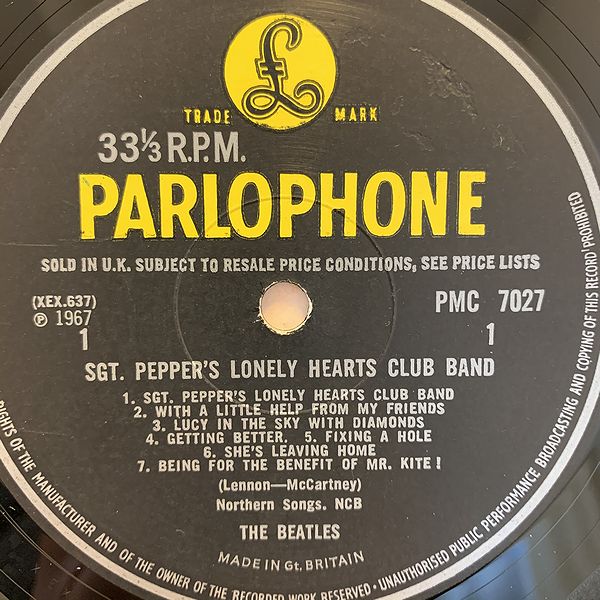 £
TRADE MARK
33⅓ R.P.M.
PARLOPHONE
SOLD IN U.K. SUBJECT TO RESALE PRICE CONDITIONS, SEE PRICE LISTS
(XEX.637) PMC 7027
Ⓟ 1967
1 1
SGT. PEPPER'S LONELY HEARTS CLUB BAND
1. SGT. PEPPER'S LONELY HEARTS CLUB BAND
2. WITH A LITTLE HELP FROM MY FRIENDS
3. LUCY IN THE SKY WITH DIAMONDS
4. GETTING BETTER. 5. FIXING A HOLE
6. SHE'S LEAVING HOME
7. BEING FOR THE BENEFIT OF MR. KITE!
(Lennon—McCartney)
Northern Songs. NCB
THE BEATLES
MADE IN Gt. BRITAIN
RIGHTS OF THE MANUFACTURER AND OF THE OWNER OF THE RECORDED WORK RESERVED · UNAUTHORISED PUBLIC PERFORMANCE BROADCASTING AND COPYING OF THIS RECORD PROHIBITED